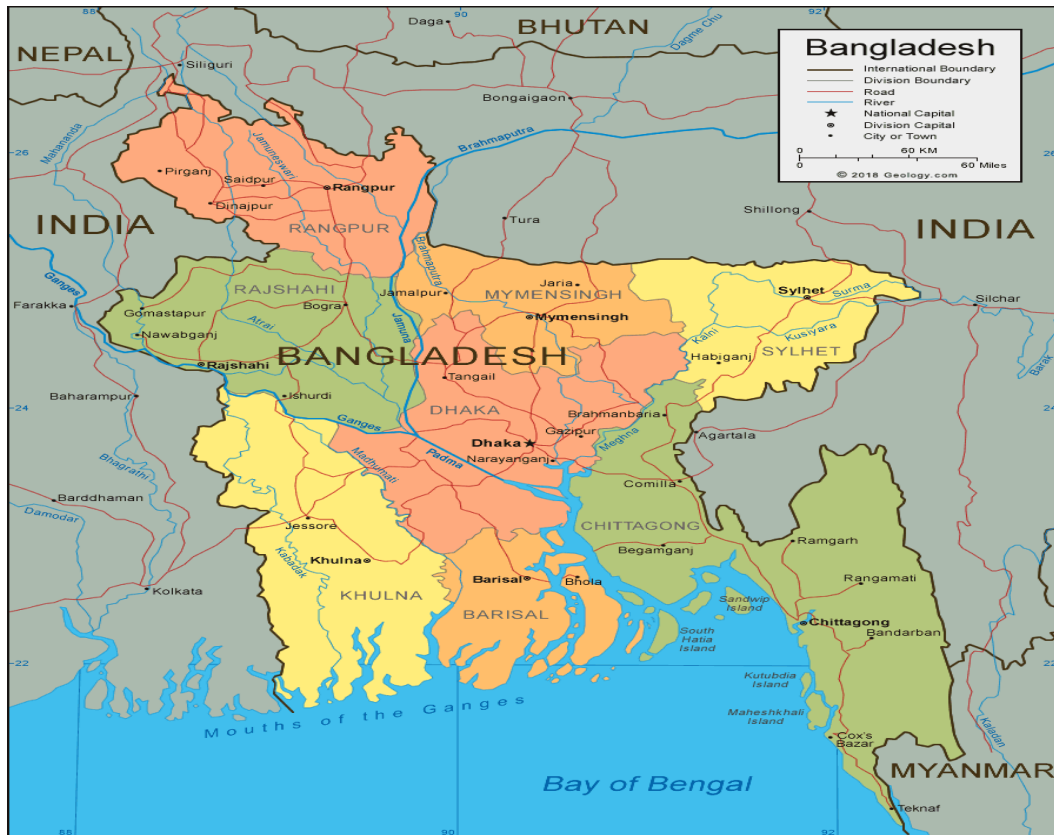 90
92
Daga
BHUTAN
Dagme Chu
NEPAL
Siliguri
Bangladesh
International Boundary
Division Boundary
Road
River
National Capital
Division Capital
City or Town
0 60 KM
0 60 Miles
© 2018 Geology.com
Bongaigaon
Mahananda
Jamuneswari
Brahmaputra
26
Pirganj
Saidpur
Rangpur
Dinajpur
INDIA
RANGPUR
Tura
Shillong
INDIA
Brahmaputra
Ganges
RAJSHAHI
Jamalpur
Jaria
MYMENSINGH
Sylhet
Surma
Silchar
Farakka
Gomastapur
Bogra
Mymensingh
Atrai
Jamuna
Nawabganj
Kalni
Kusiyara
BANGLADESH
SYLHET
Habiganj
Barak
Rajshahi
Tangail
Baharampur
Ishurdi
24
24
DHAKA
Ganges
Brahmanbaria
Gazipur
Agartala
Dhaka
Meghna
Padma
Narayanganj
Madhumati
Bhagirathi
Comilla
Barddhaman
Damodar
Jessore
CHITTAGONG
Begamganj
Ramgarh
Khulna
Kabadak
Barisal
Bhola
Rangamati
Kolkata
KHULNA
BARISAL
Sandwip
Island
Chittagong
Bandarban
South
Hatia
Island
22
22
Kutubdia
Island
Maheshkhali
Island
Mouths of the Ganges
Kaladan
Cox's
Bazar
MYANMAR
Bay of Bengal
Teknaf
88
90
92